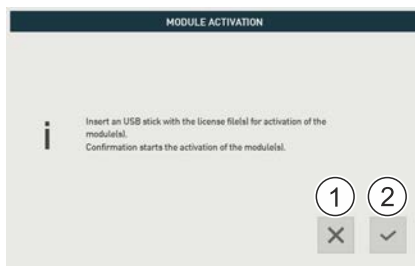 MODULE ACTIVATION
Insert an USB stick with the license file(s) for activation of the
module(s).
Confirmation starts the activation of the module(s).
1 2